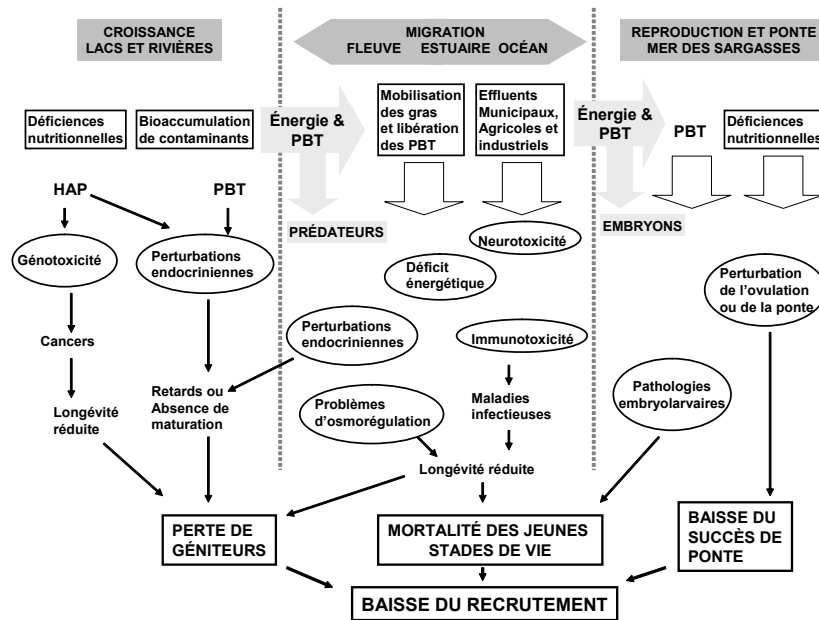 CROISSANCE
LACS ET RIVIÈRES
MIGRATION
FLEUVE ESTUAIRE OCÉAN
REPRODUCTION ET PONTE
MER DES SARGASSES
Déficiences
nutritionnelles
Bioaccumulation
de contaminants
Énergie &
PBT
Mobilisation
des gras
et libération
des PBT
Effluents
Municipaux,
Agricoles et
industriels
Énergie &
PBT
PBT
Déficiences
nutritionnelles
HAP
PBT
PRÉDATEURS
EMBRYONS
Génotoxicité
Perturbations
endocriniennes
Neurotoxicité
Déficit
énergétique
Perturbation
de l'ovulation
ou de la ponte
Cancers
Perturbations
endocriniennes
Immunotoxicité
Longévité
réduite
Retards ou
Absence de
maturation
Problèmes
d'osmorégulation
Maladies
infectieuses
Pathologies
embryolarvaires
Longévité réduite
PERTE DE
GÉNITEURS
MORTALITÉ DES JEUNES
STADES DE VIE
BAISSE DU
SUCCÈS DE
PONTE
BAISSE DU RECRUTEMENT